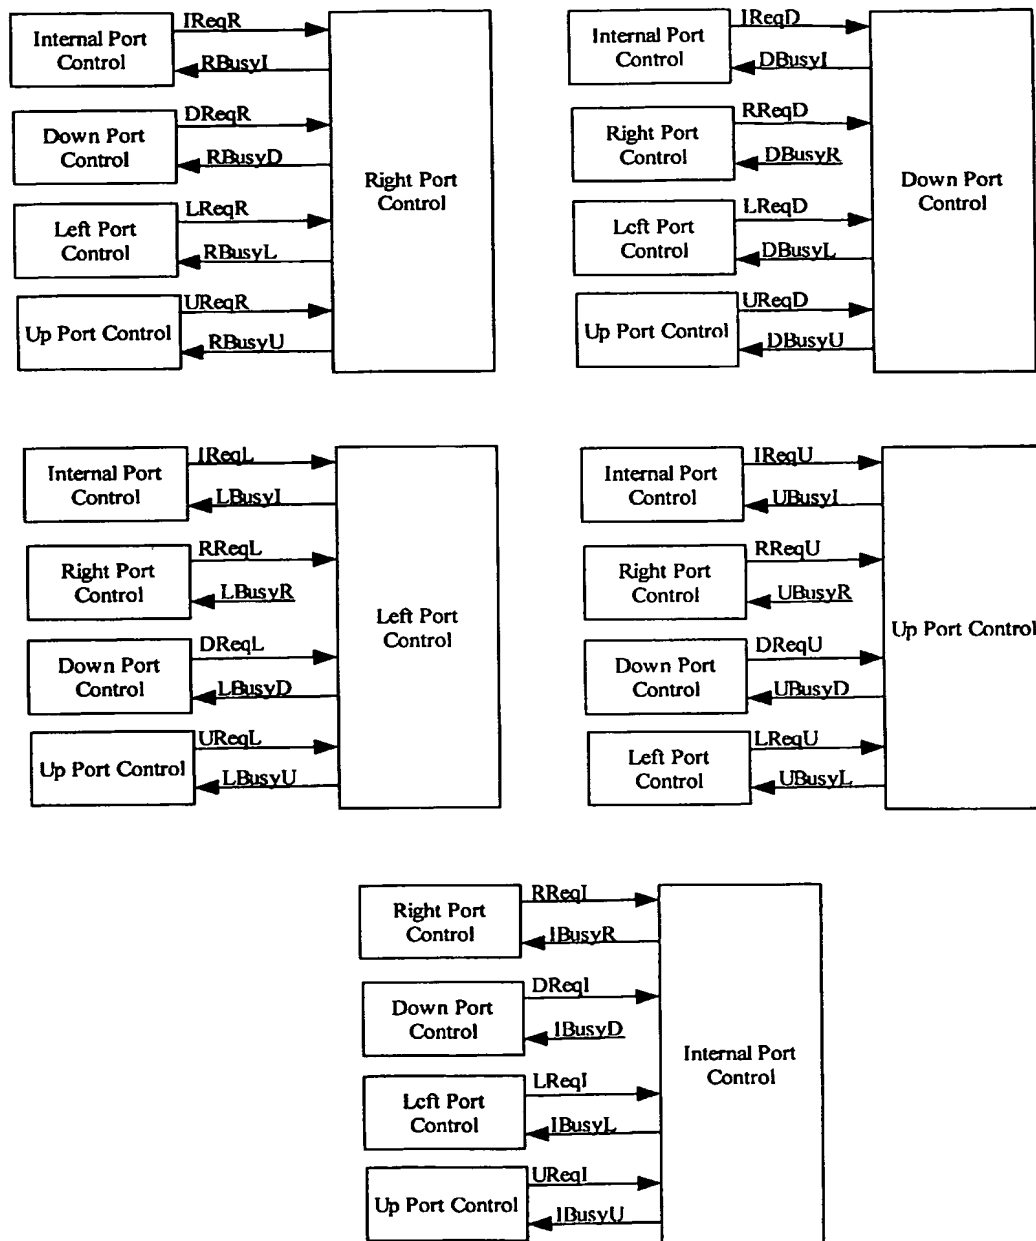 Internal Port
Control
IReqR
RBusyI
Down Port
Control
DReqR
RBusyD
Left Port
Control
LReqR
RBusyL
Up Port Control
UReqR
RBusyU
Right Port
Control
Internal Port
Control
IReqD
DBusyI
Right Port
Control
RReqD
DBusyR
Left Port
Control
LReqD
DBusyL
Up Port Control
UReqD
DBusyU
Down Port
Control
Internal Port
Control
IReqL
LBusyI
Right Port
Control
RReqL
LBusyR
Down Port
Control
DReqL
LBusyD
Up Port Control
UReqL
LBusyU
Left Port
Control
Internal Port
Control
IReqU
UBusyI
Right Port
Control
RReqU
UBusyR
Down Port
Control
DReqU
UBusyD
Left Port
Control
LReqU
UBusyL
Up Port Control
Right Port
Control
RReqI
IBusyR
Down Port
Control
DReqI
IBusyD
Left Port
Control
LReqI
IBusyL
Up Port Control
UReqI
IBusyU
Internal Port
Control